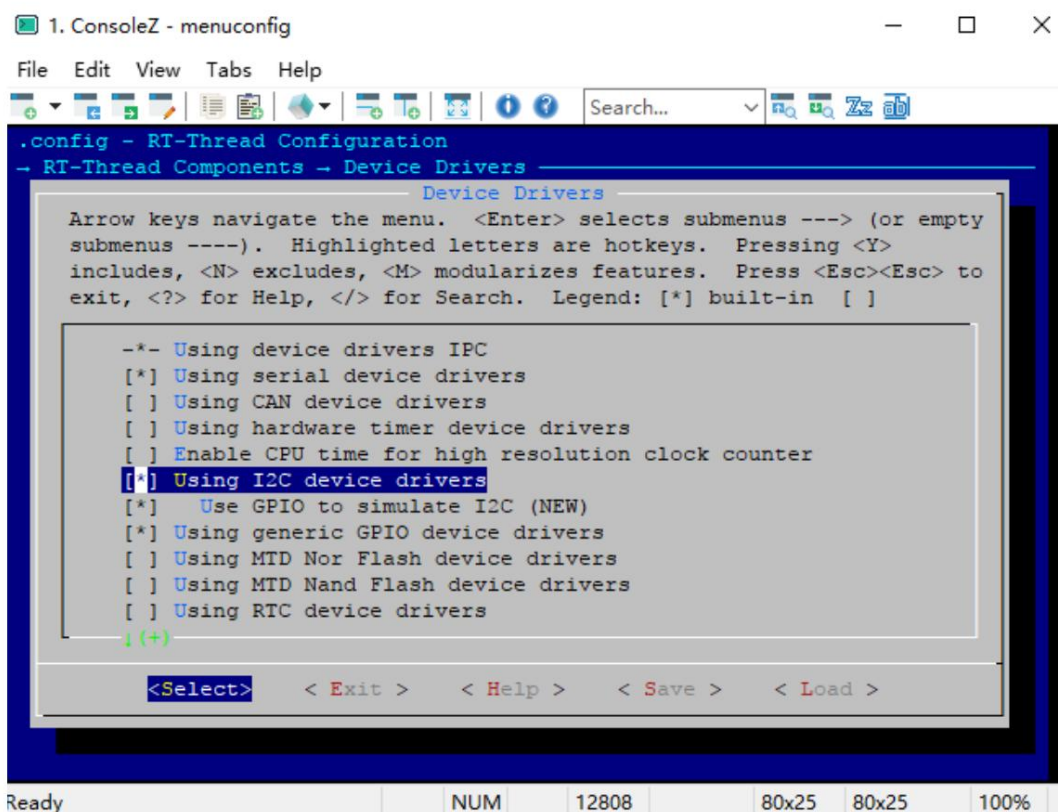 1. ConsoleZ - menuconfig
File Edit View Tabs Help
Search...
.config - RT-Thread Configuration
→ RT-Thread Components → Device Drivers
Device Drivers
Arrow keys navigate the menu. <Enter> selects submenus ---> (or empty
submenus ----). Highlighted letters are hotkeys. Pressing <Y>
includes, <N> excludes, <M> modularizes features. Press <Esc><Esc> to
exit, <?> for Help, </> for Search. Legend: [*] built-in [ ]
-*- Using device drivers IPC
[*] Using serial device drivers
[ ] Using CAN device drivers
[ ] Using hardware timer device drivers
[ ] Enable CPU time for high resolution clock counter
[*] Using I2C device drivers
[*] Use GPIO to simulate I2C (NEW)
[*] Using generic GPIO device drivers
[ ] Using MTD Nor Flash device drivers
[ ] Using MTD Nand Flash device drivers
[ ] Using RTC device drivers
↓(+)
<Select> < Exit > < Help > < Save > < Load >
Ready NUM 12808 80x25 80x25 100%